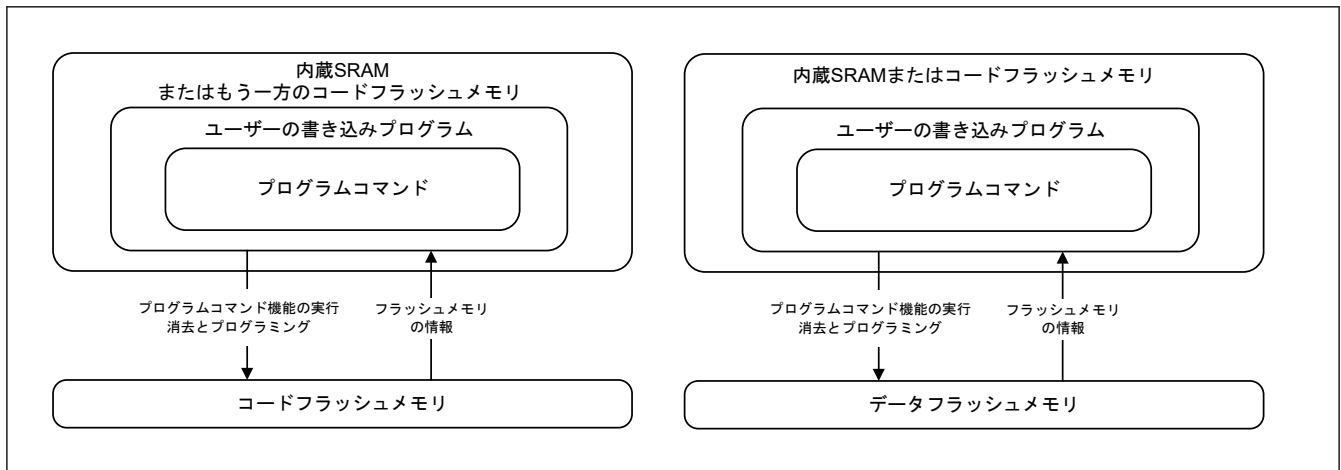 内蔵SRAM
またはもう一方のコードフラッシュメモリ
ユーザーの書き込みプログラム
プログラムコマンド
プログラムコマンド機能の実行
消去とプログラミング
フラッシュメモリ
の情報
コードフラッシュメモリ
内蔵SRAMまたはコードフラッシュメモリ
ユーザーの書き込みプログラム
プログラムコマンド
プログラムコマンド機能の実行
消去とプログラミング
フラッシュメモリ
の情報
データフラッシュメモリ